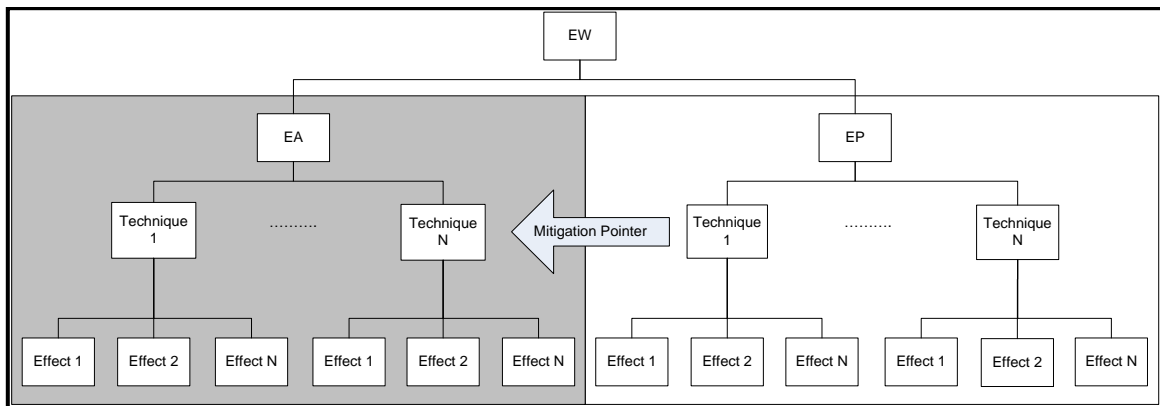 EW
EA
EP
Technique
1
..........
Technique
N
Mitigation Pointer
Technique
1
..........
Technique
N
Effect 1
Effect 2
Effect N
Effect 1
Effect 2
Effect N
Effect 1
Effect 2
Effect N
Effect 1
Effect 2
Effect N